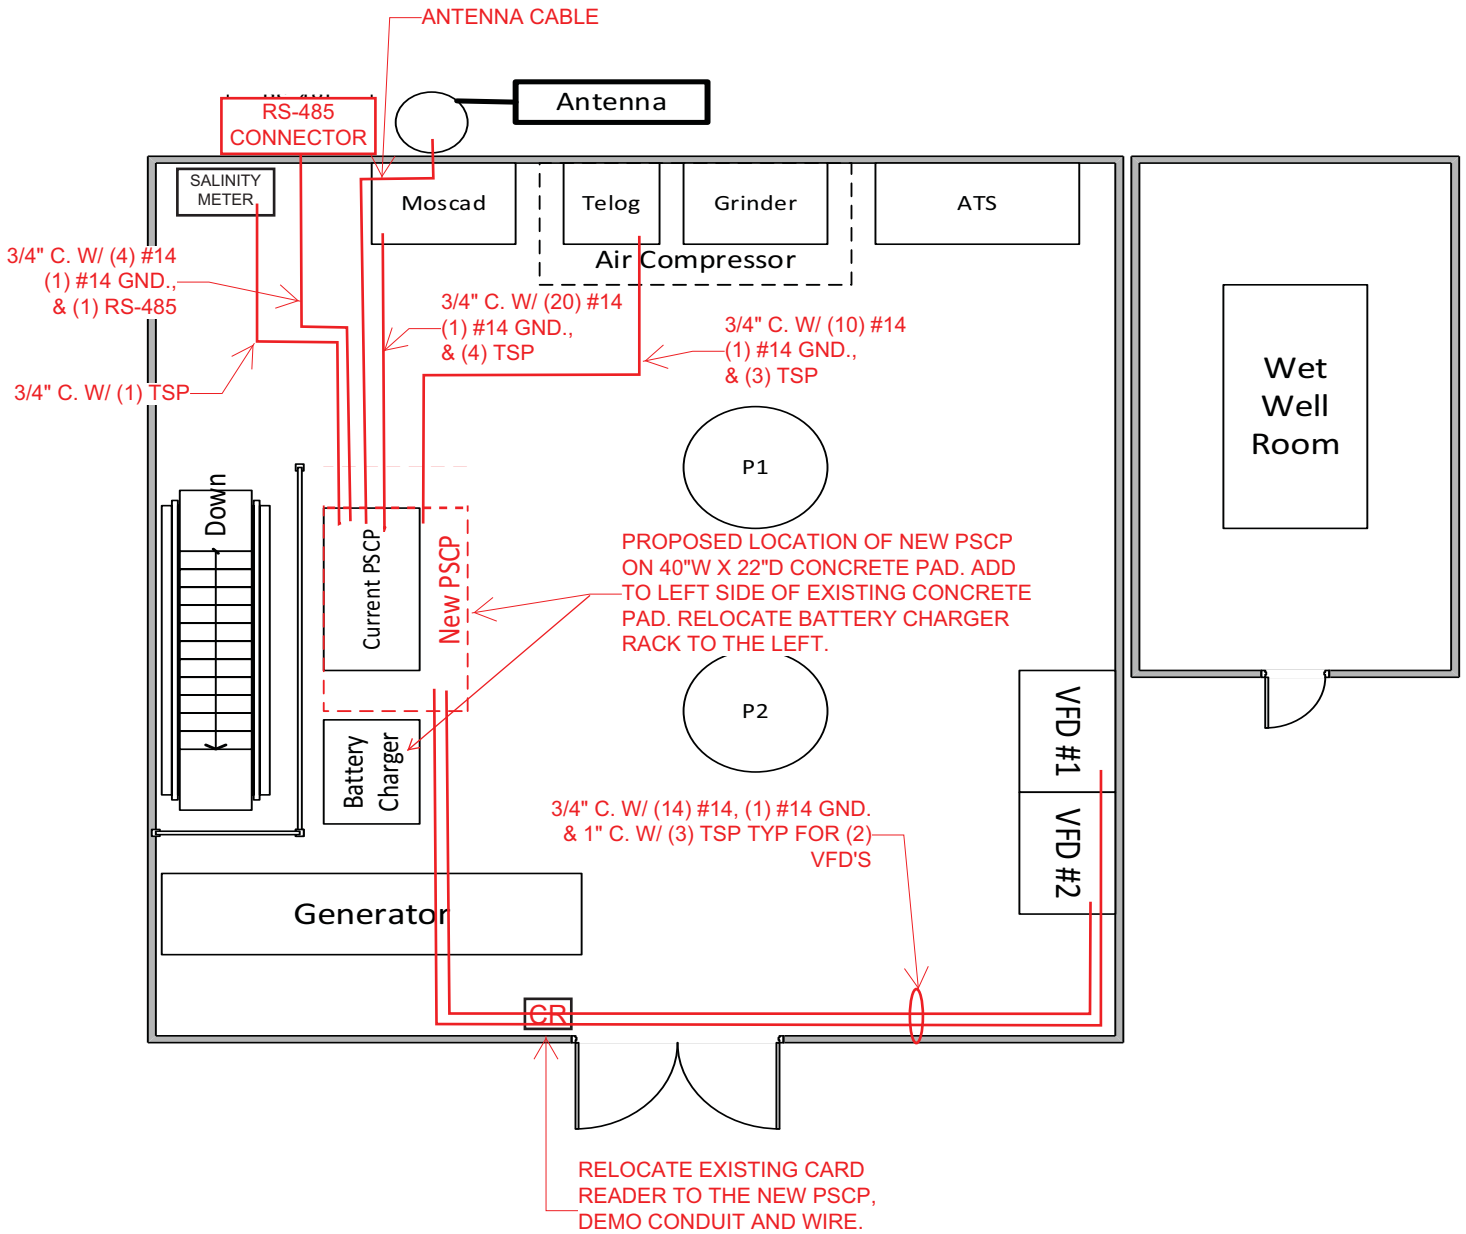 ANTENNA CABLE
RS-485
CONNECTOR
Antenna
SALINITY
METER
Moscad
Telog
Grinder
ATS
Air Compressor
3/4" C. W/ (4) #14
(1) #14 GND.,
& (1) RS-485
3/4" C. W/ (20) #14
(1) #14 GND.,
& (4) TSP
3/4" C. W/ (10) #14
(1) #14 GND.,
& (3) TSP
3/4" C. W/ (1) TSP
Wet
Well
Room
P1
Down
Current PSCP
New PSCP
PROPOSED LOCATION OF NEW PSCP
ON 40"W X 22"D CONCRETE PAD. ADD
TO LEFT SIDE OF EXISTING CONCRETE
PAD. RELOCATE BATTERY CHARGER
RACK TO THE LEFT.
P2
VFD #1
Battery
Charger
3/4" C. W/ (14) #14, (1) #14 GND.
& 1" C. W/ (3) TSP TYP FOR (2)
VFD'S
VFD #2
Generator
CR
RELOCATE EXISTING CARD
READER TO THE NEW PSCP,
DEMO CONDUIT AND WIRE.